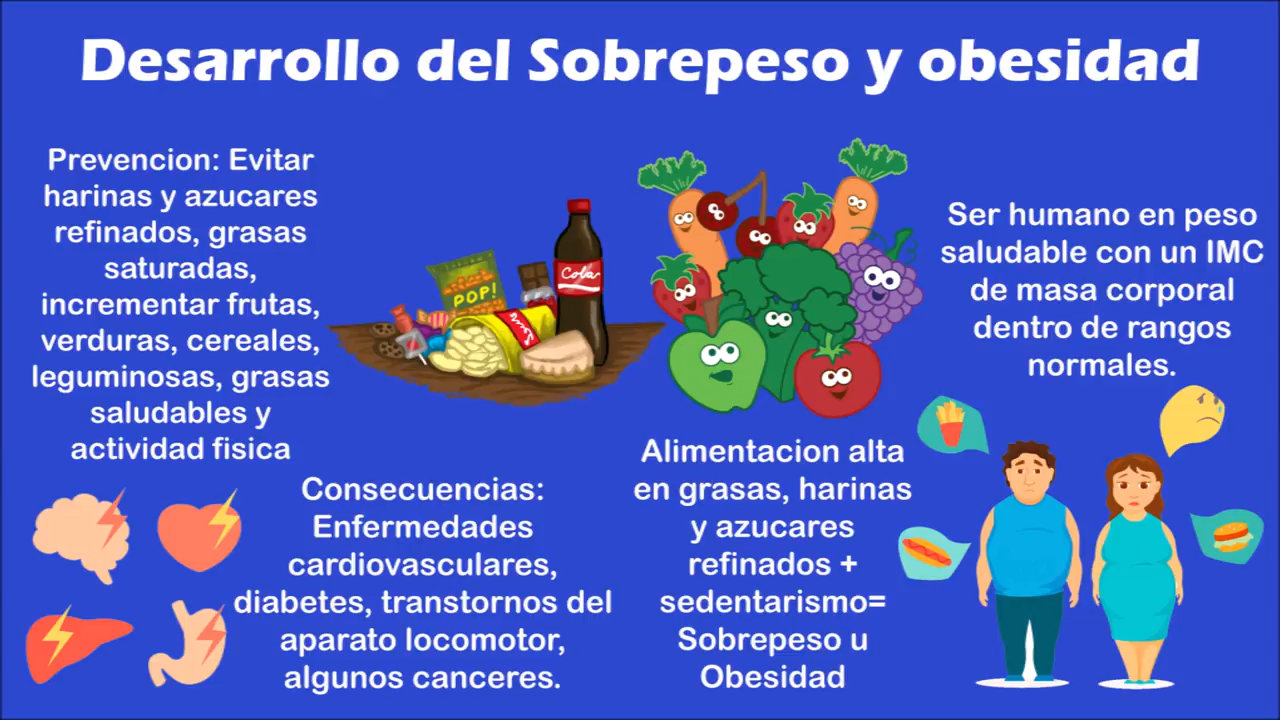 Desarrollo del Sobrepeso y obesidad
Prevencion: Evitar
harinas y azucares
refinados, grasas
saturadas,
incrementar frutas,
verduras, cereales,
leguminosas, grasas
saludables y
actividad fisica
POP!
Cola
Consecuencias:
Enfermedades
cardiovasculares,
diabetes, transtornos del
aparato locomotor,
algunos canceres.
Alimentacion alta
en grasas, harinas
y azucares
refinados +
sedentarismo=
Sobrepeso u
Obesidad
Ser humano en peso
saludable con un IMC
de masa corporal
dentro de rangos
normales.